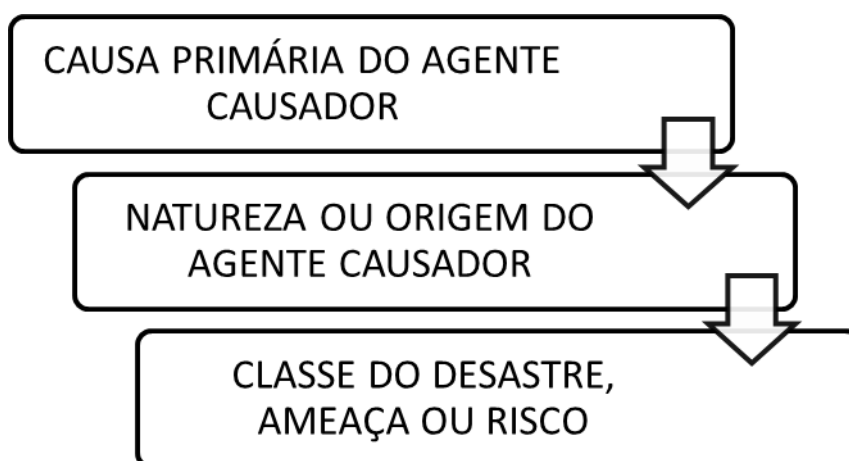 CAUSA PRIMÁRIA DO AGENTE
CAUSADOR
NATUREZA OU ORIGEM DO
AGENTE CAUSADOR
CLASSE DO DESASTRE,
AMEAÇA OU RISCO